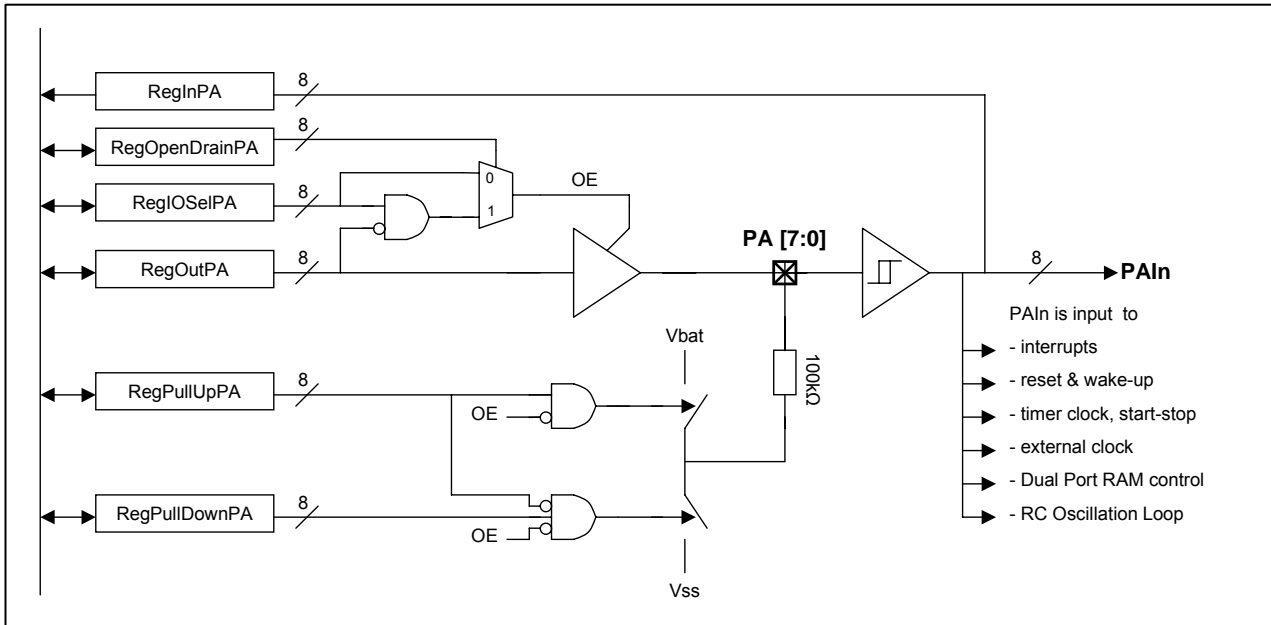 RegInPA
8
RegOpenDrainPA
8
RegIOSelPA
8
0
1
OE
RegOutPA
8
PA [7:0]
8
PAIn
PAIn is input to
- interrupts
- reset & wake-up
- timer clock, start-stop
- external clock
- Dual Port RAM control
- RC Oscillation Loop
Vbat
100kΩ
RegPullUpPA
8
OE
RegPullDownPA
8
OE
Vss